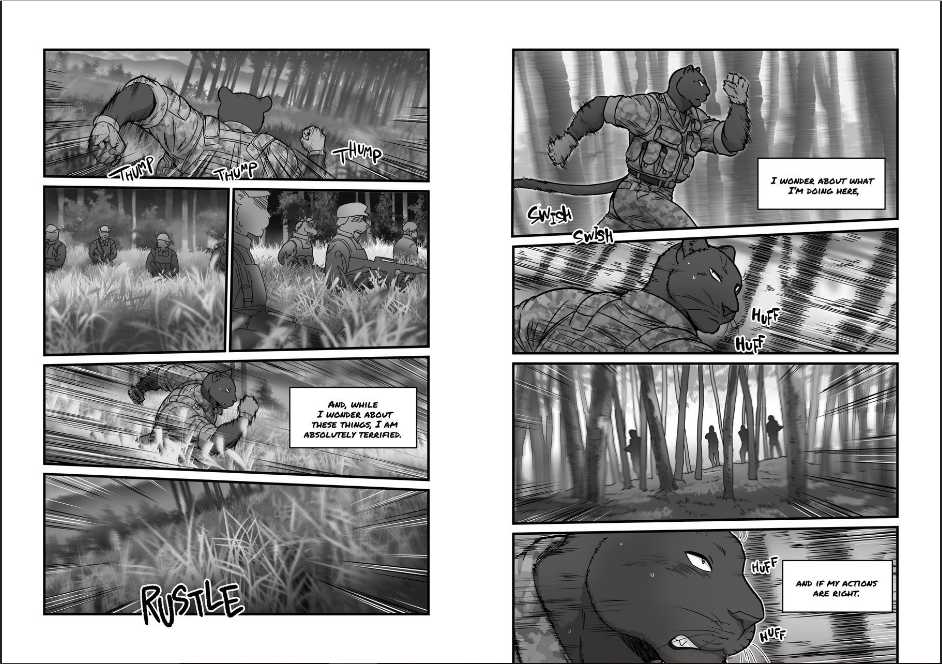 I WONDER ABOUT WHAT
I'M DOING HERE,
SWISH
SWISH
HUFF
HUFF
HUFF
AND IF MY ACTIONS
ARE RIGHT.
HUFF
THUMP
THUMP
THUMP
AND, WHILE
I WONDER ABOUT
THESE THINGS, I AM
ABSOLUTELY TERRIFIED.
RUSTLE